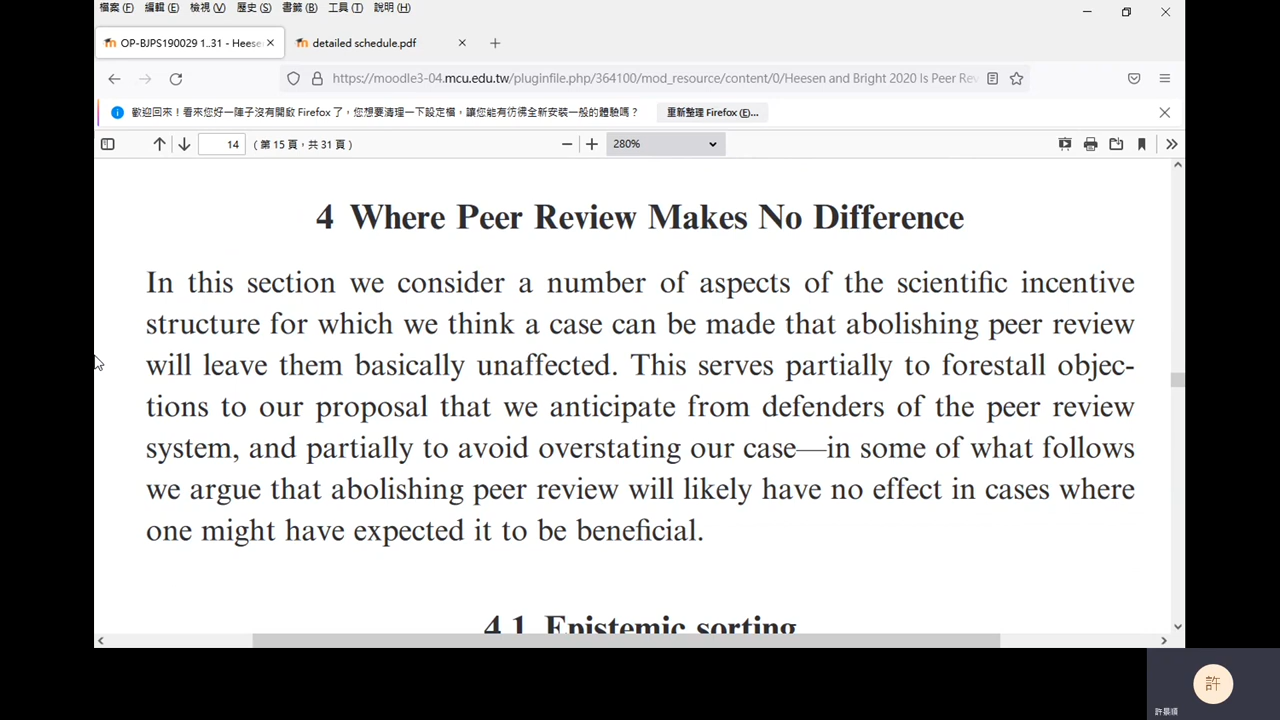 檔案 (F) 編輯 (E) 檢視 (V) 歷史 (S) 書籤 (B) 工具 (T) 說明 (H)
OP-BJPS190029 1..31 - Heese
detailed schedule.pdf
https://moodle3-04.mcu.edu.tw/pluginfile.php/364100/mod_resource/content/0/Heesen and Bright 2020 Is Peer Rev
歡迎回來！看來您好一陣子沒有開啟 Firefox 了，您想要清理一下設定檔，讓您能有彷彿全新安裝一般的體驗嗎？
重新整理 Firefox (E)…
14 (第 15 頁，共 31 頁)
280%
4 Where Peer Review Makes No Difference
In this section we consider a number of aspects of the scientific incentive
structure for which we think a case can be made that abolishing peer review
will leave them basically unaffected. This serves partially to forestall objec-
tions to our proposal that we anticipate from defenders of the peer review
system, and partially to avoid overstating our case—in some of what follows
we argue that abolishing peer review will likely have no effect in cases where
one might have expected it to be beneficial.
4.1 Epistemic sorting
許